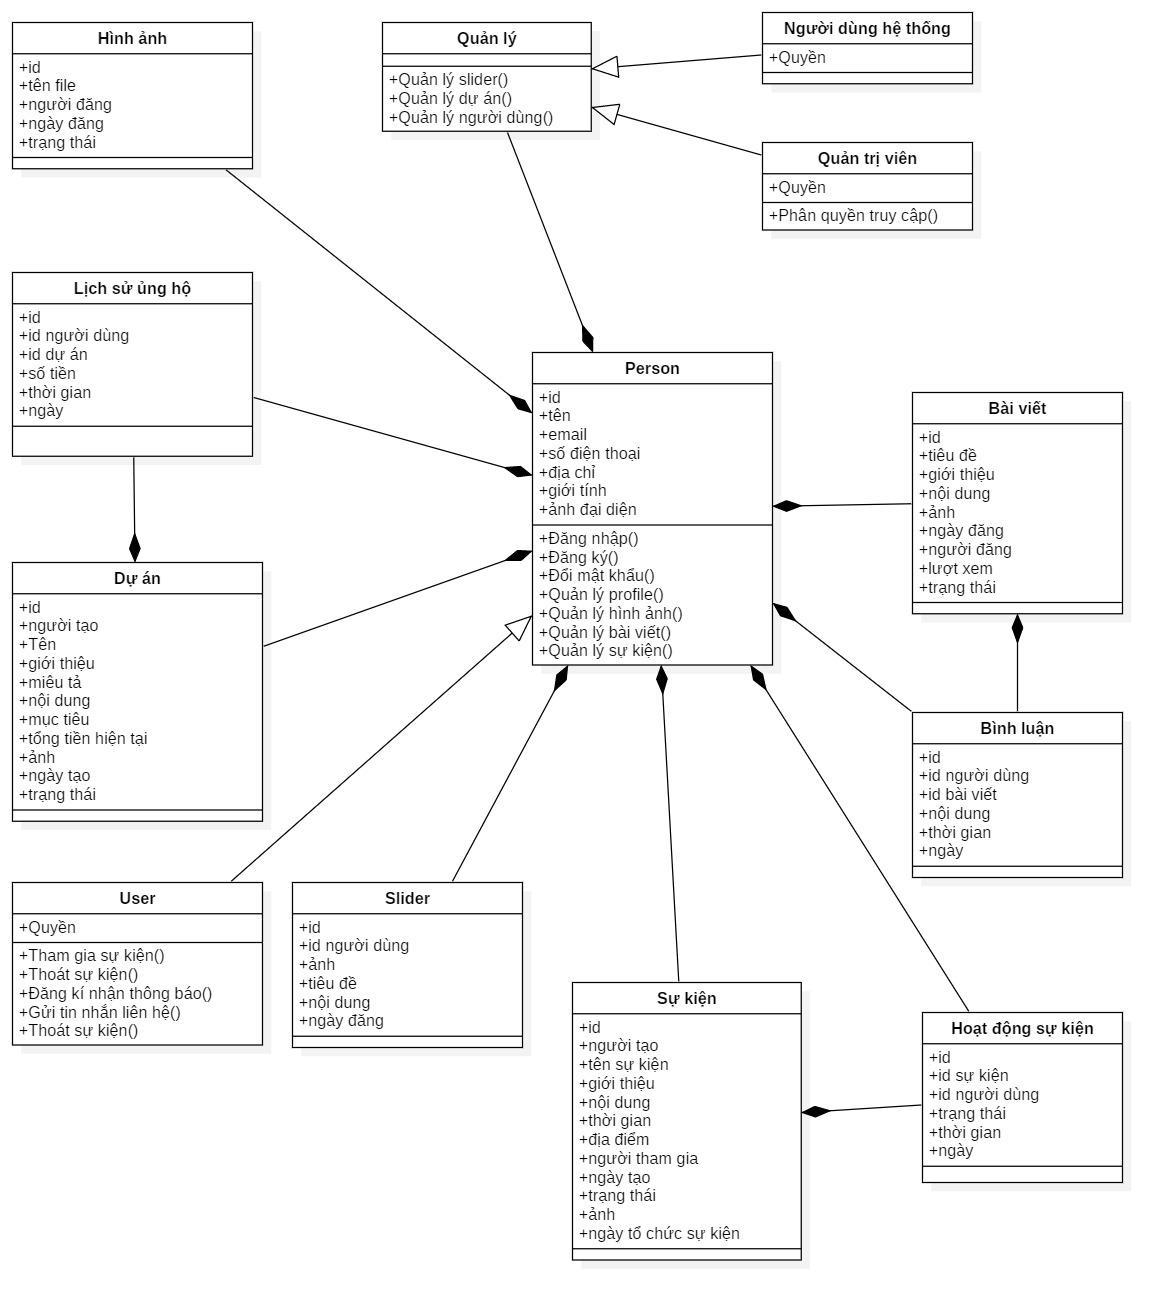 Hình ảnh
+id
+tên file
+người đăng
+ngày đăng
+trạng thái
Quản lý
+Quản lý slider()
+Quản lý dự án()
+Quản lý người dùng()
Người dùng hệ thống
+Quyền
Quản trị viên
+Quyền
+Phân quyền truy cập()
Lịch sử ủng hộ
+id
+id người dùng
+id dự án
+số tiền
+thời gian
+ngày
Person
+id
+tên
+email
+số điện thoại
+địa chỉ
+giới tính
+ảnh đại diện
+Đăng nhập()
+Đăng ký()
+Đổi mật khẩu()
+Quản lý profile()
+Quản lý hình ảnh()
+Quản lý bài viết()
+Quản lý sự kiện()
Bài viết
+id
+tiêu đề
+giới thiệu
+nội dung
+ảnh
+ngày đăng
+người đăng
+lượt xem
+trạng thái
Dự án
+id
+người tạo
+Tên
+giới thiệu
+miêu tả
+nội dung
+mục tiêu
+tổng tiền hiện tại
+ảnh
+ngày tạo
+trạng thái
Bình luận
+id
+id người dùng
+id bài viết
+nội dung
+thời gian
+ngày
User
+Quyền
+Tham gia sự kiện()
+Thoát sự kiện()
+Đăng kí nhận thông báo()
+Gửi tin nhắn liên hệ()
+Thoát sự kiện()
Slider
+id
+id người dùng
+ảnh
+tiêu đề
+nội dung
+ngày đăng
Sự kiện
+id
+người tạo
+tên sự kiện
+giới thiệu
+nội dung
+thời gian
+địa điểm
+người tham gia
+ngày tạo
+trạng thái
+ảnh
+ngày tổ chức sự kiện
Hoạt động sự kiện
+id
+id sự kiện
+id người dùng
+trạng thái
+thời gian
+ngày